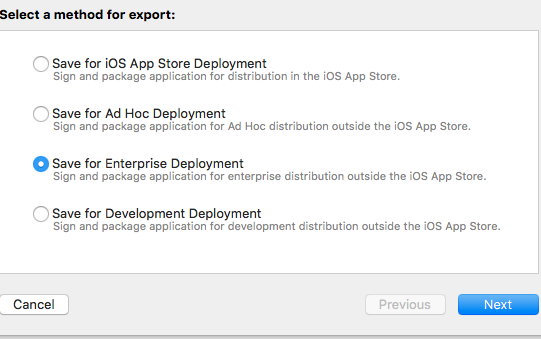 Select a method for export:
Save for iOS App Store Deployment
Sign and package application for distribution in the iOS App Store.
Save for Ad Hoc Deployment
Sign and package application for Ad Hoc distribution outside the iOS App Store.
Save for Enterprise Deployment
Sign and package application for enterprise distribution outside the iOS App Store.
Save for Development Deployment
Sign and package application for development distribution outside the iOS App Store.
Cancel Previous Next